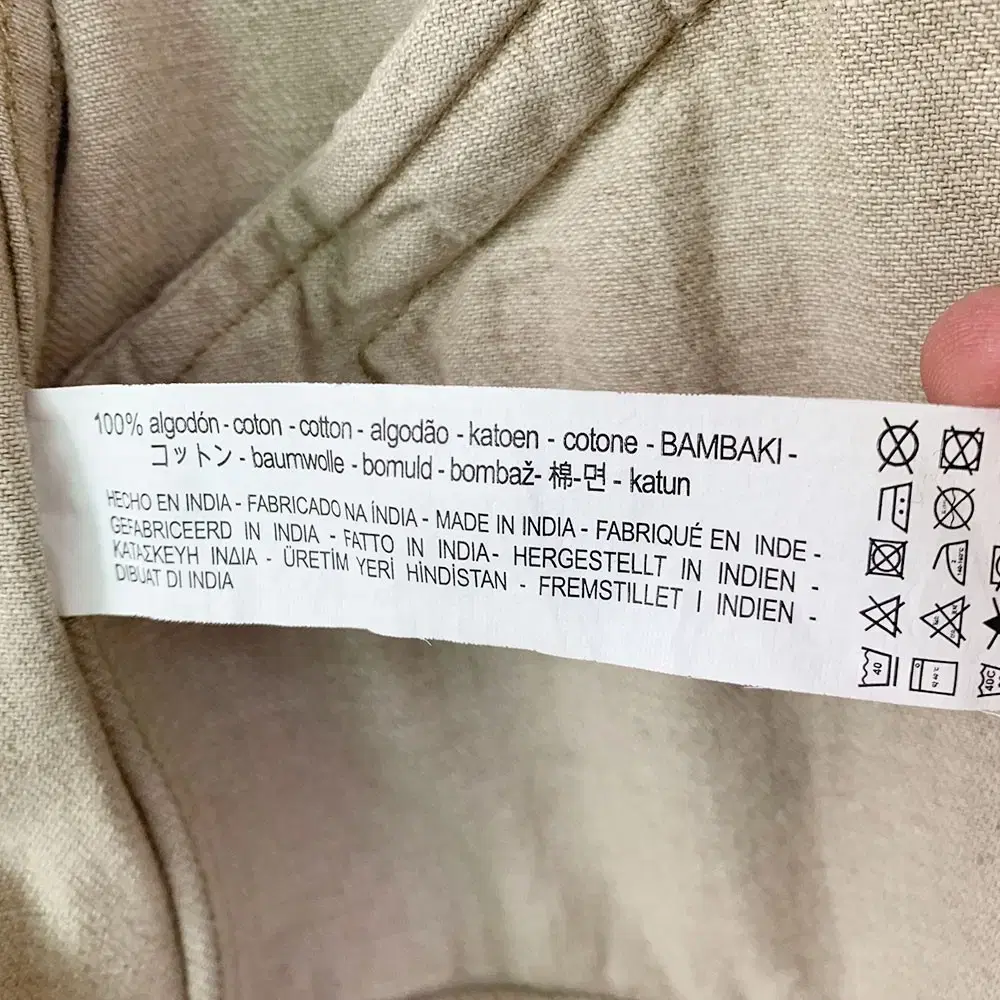 100% algodón - coton - cotton - algodão - katoen - cotone - BAMBAKI -
コットン - baumwolle - bomuld - bombaž- 棉-면 - katun
HECHO EN INDIA - FABRICADO NA ÍNDIA - MADE IN INDIA - FABRIQUÉ EN INDE -
GEFABRICEERD IN INDIA - FATTO IN INDIA- HERGESTELLT IN INDIEN -
ΚΑΤΑΣΚΕΥΗ ΙΝΔΙΑ - ÜRETİM YERİ HİNDİSTAN - FREMSTILLET I INDIEN -
DIBUAT DI INDIA
40
40C